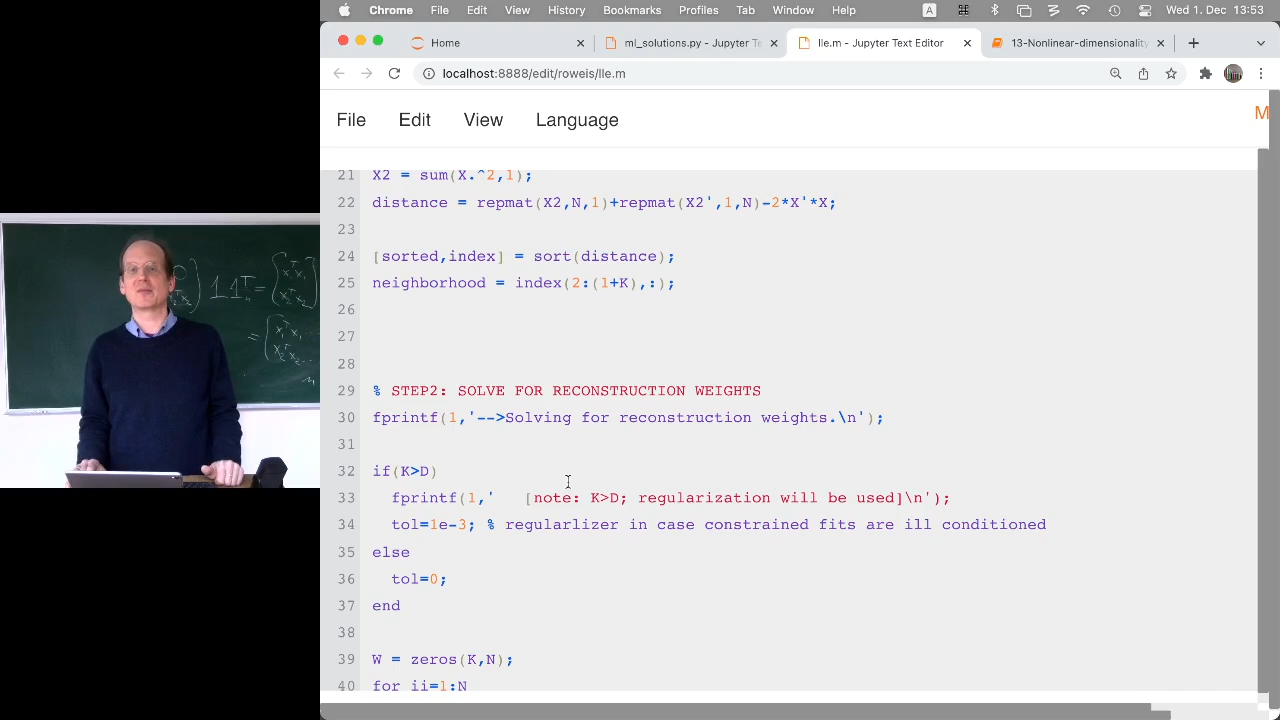 Chrome File Edit View History Bookmarks Profiles Tab Window Help A Wed 1. Dec 13:53
Home × ml_solutions.py - Jupyter Te × lle.m - Jupyter Text Editor × 13-Nonlinear-dimensionality ×
localhost:8888/edit/roweis/lle.m
File Edit View Language M
21 X2 = sum(X.^2,1);
22 distance = repmat(X2,N,1)+repmat(X2',1,N)-2*X'*X;
23
24 [sorted,index] = sort(distance);
25 neighborhood = index(2:(1+K),:);
26
27
28
29 % STEP2: SOLVE FOR RECONSTRUCTION WEIGHTS
30 fprintf(1,'-->Solving for reconstruction weights.\n');
31
32 if(K>D)
33 fprintf(1,' [note: K>D; regularization will be used]\n');
34 tol=1e-3; % regularlizer in case constrained fits are ill conditioned
35 else
36 tol=0;
37 end
38
39 W = zeros(K,N);
40 for ii=1:N